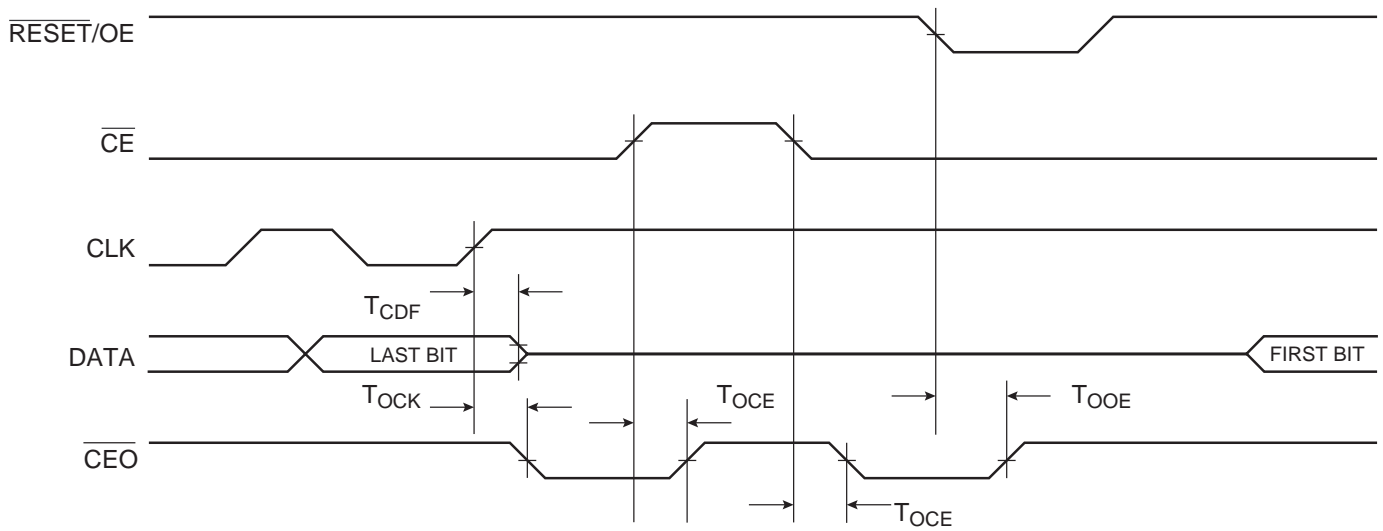 RESET/OE
CE
CLK
TCDF
DATA
LAST BIT
FIRST BIT
TOCK
TOCE
TOOE
CEO
TOCE